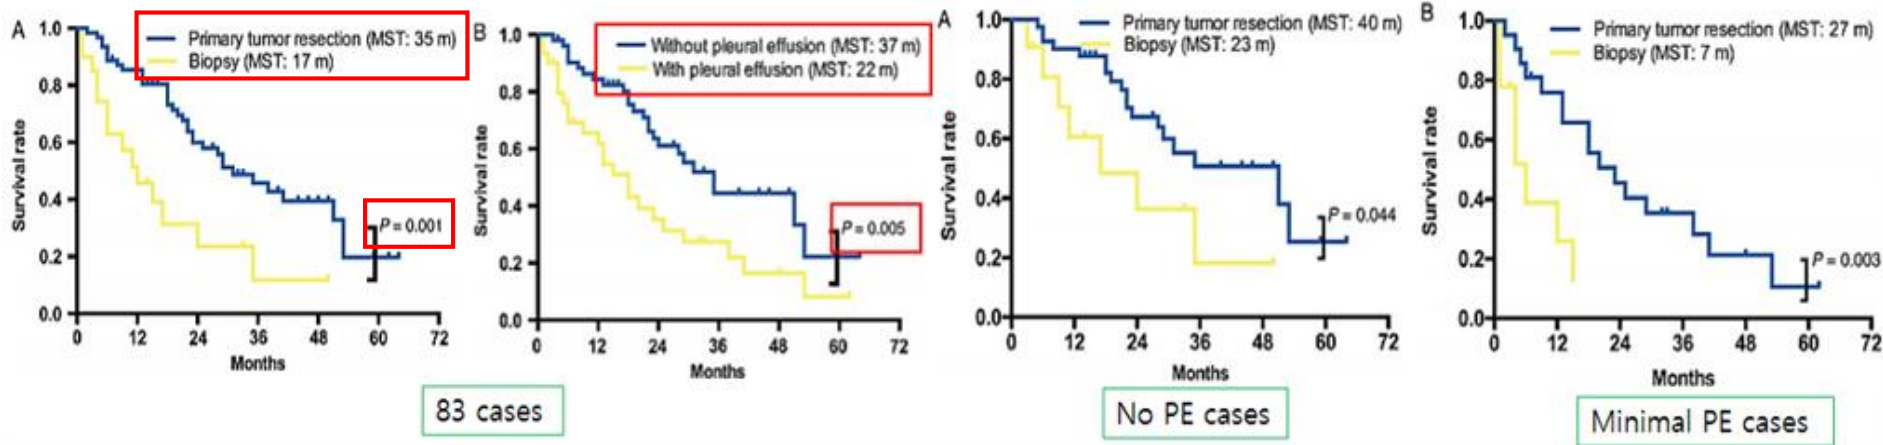 A
Primary tumor resection (MST: 35 m)
Biopsy (MST: 17 m)
Survival rate
1.0
0.8
0.6
0.4
0.2
0.0
P = 0.001
0 12 24 36 48 60 72
Months
B
Without pleural effusion (MST: 37 m)
With pleural effusion (MST: 22 m)
Survival rate
1.0
0.8
0.6
0.4
0.2
0.0
P = 0.005
0 12 24 36 48 60 72
Months
83 cases
A
Primary tumor resection (MST: 40 m)
Biopsy (MST: 23 m)
Survival rate
1.0
0.8
0.6
0.4
0.2
0.0
P = 0.044
0 12 24 36 48 60 72
Months
No PE cases
B
Primary tumor resection (MST: 27 m)
Biopsy (MST: 7 m)
Survival rate
1.0
0.8
0.6
0.4
0.2
0.0
P = 0.003
0 12 24 36 48 60 72
Months
Minimal PE cases